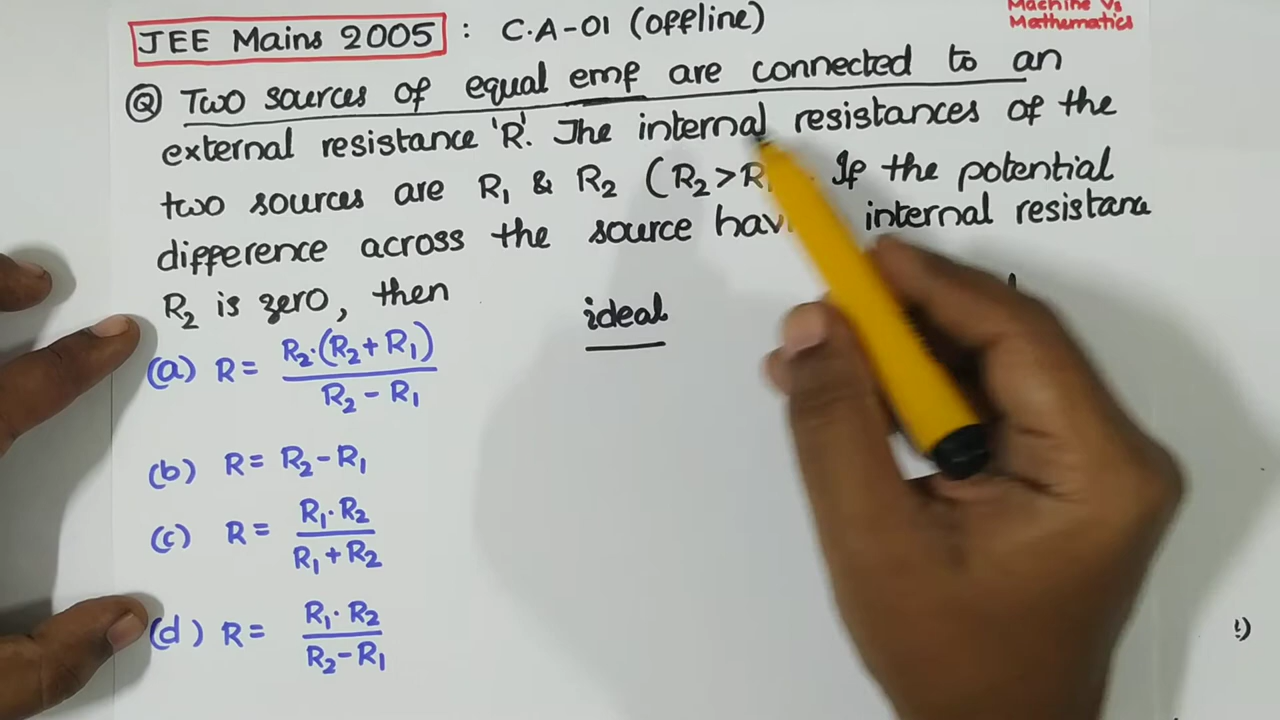 Machine Vs
Mathematics
JEE Mains 2005 : C.A-01 (offline)
Q Two sources of equal emf are connected to an
external resistance 'R'. The internal resistances of the
two sources are R₁ & R₂ (R₂>R₁ . If the potential
difference across the source internal resistance
R₂ is zero, then
ideal
(a) R = R₂·(R₂+R₁) / R₂-R₁
(b) R = R₂-R₁
(c) R = R₁·R₂ / R₁+R₂
(d) R = R₁·R₂ / R₂-R₁